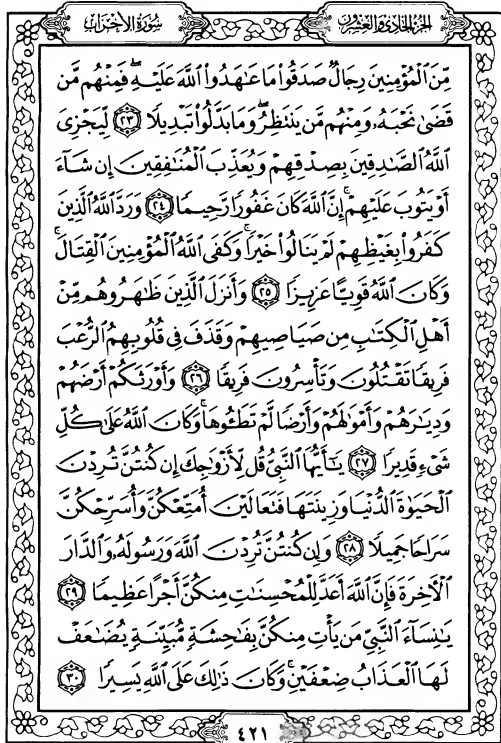 الجزء الحادي والعشرون
سورة الأحزاب
مِّنَ ٱلْمُؤْمِنِينَ رِجَالٌ صَدَقُوا۟ مَا عَـٰهَدُوا۟ ٱللَّهَ عَلَيْهِ ۖ فَمِنْهُم مَّن
قَضَىٰ نَحْبَهُۥ وَمِنْهُم مَّن يَنتَظِرُ ۖ وَمَا بَدَّلُوا۟ تَبْدِيلًا ٢٣ لِّيَجْزِىَ
ٱللَّهُ ٱلصَّـٰدِقِينَ بِصِدْقِهِمْ وَيُعَذِّبَ ٱلْمُنَـٰفِقِينَ إِن شَآءَ
أَوْ يَتُوبَ عَلَيْهِمْ ۚ إِنَّ ٱللَّهَ كَانَ غَفُورًا رَّحِيمًا ٢٤ وَرَدَّ ٱللَّهُ ٱلَّذِينَ
كَفَرُوا۟ بِغَيْظِهِمْ لَمْ يَنَالُوا۟ خَيْرًا ۚ وَكَفَى ٱللَّهُ ٱلْمُؤْمِنِينَ ٱلْقِتَالَ ۚ
وَكَانَ ٱللَّهُ قَوِيًّا عَزِيزًا ٢٥ وَأَنزَلَ ٱلَّذِينَ ظَـٰهَرُوهُم مِّنْ
أَهْلِ ٱلْكِتَـٰبِ مِن صَيَاصِيهِمْ وَقَذَفَ فِى قُلُوبِهِمُ ٱلرُّعْبَ
فَرِيقًا تَقْتُلُونَ وَتَأْسِرُونَ فَرِيقًا ٢٦ وَأَوْرَثَكُمْ أَرْضَهُمْ
وَدِيَـٰرَهُمْ وَأَمْوَٰلَهُمْ وَأَرْضًا لَّمْ تَطَـُٔوهَا ۚ وَكَانَ ٱللَّهُ عَلَىٰ كُلِّ
شَىْءٍ قَدِيرًا ٢٧ يَـٰٓأَيُّهَا ٱلنَّبِىُّ قُل لِّأَزْوَٰجِكَ إِن كُنتُنَّ تُرِدْنَ
ٱلْحَيَوٰةَ ٱلدُّنْيَا وَزِينَتَهَا فَتَعَالَيْنَ أُمَتِّعْكُنَّ وَأُسَرِّحْكُنَّ
سَرَاحًا جَمِيلًا ٢٨ وَإِن كُنتُنَّ تُرِدْنَ ٱللَّهَ وَرَسُولَهُۥ وَٱلدَّارَ
ٱلْـَٔاخِرَةَ فَإِنَّ ٱللَّهَ أَعَدَّ لِلْمُحْسِنَـٰتِ مِنكُنَّ أَجْرًا عَظِيمًا ٢٩
يَـٰنِسَآءَ ٱلنَّبِىِّ مَن يَأْتِ مِنكُنَّ بِفَـٰحِشَةٍ مُّبَيِّنَةٍ يُضَـٰعَفْ
لَهَا ٱلْعَذَابُ ضِعْفَيْنِ ۚ وَكَانَ ذَٰلِكَ عَلَى ٱللَّهِ يَسِيرًا ٣٠
٤٢١